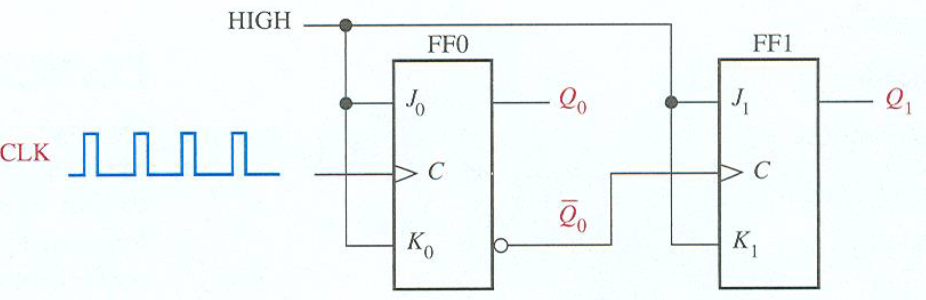 HIGH
FF0
FF1
J₀
Q₀
J₁
Q₁
CLK
C
C
Q̅₀
K₀
K₁